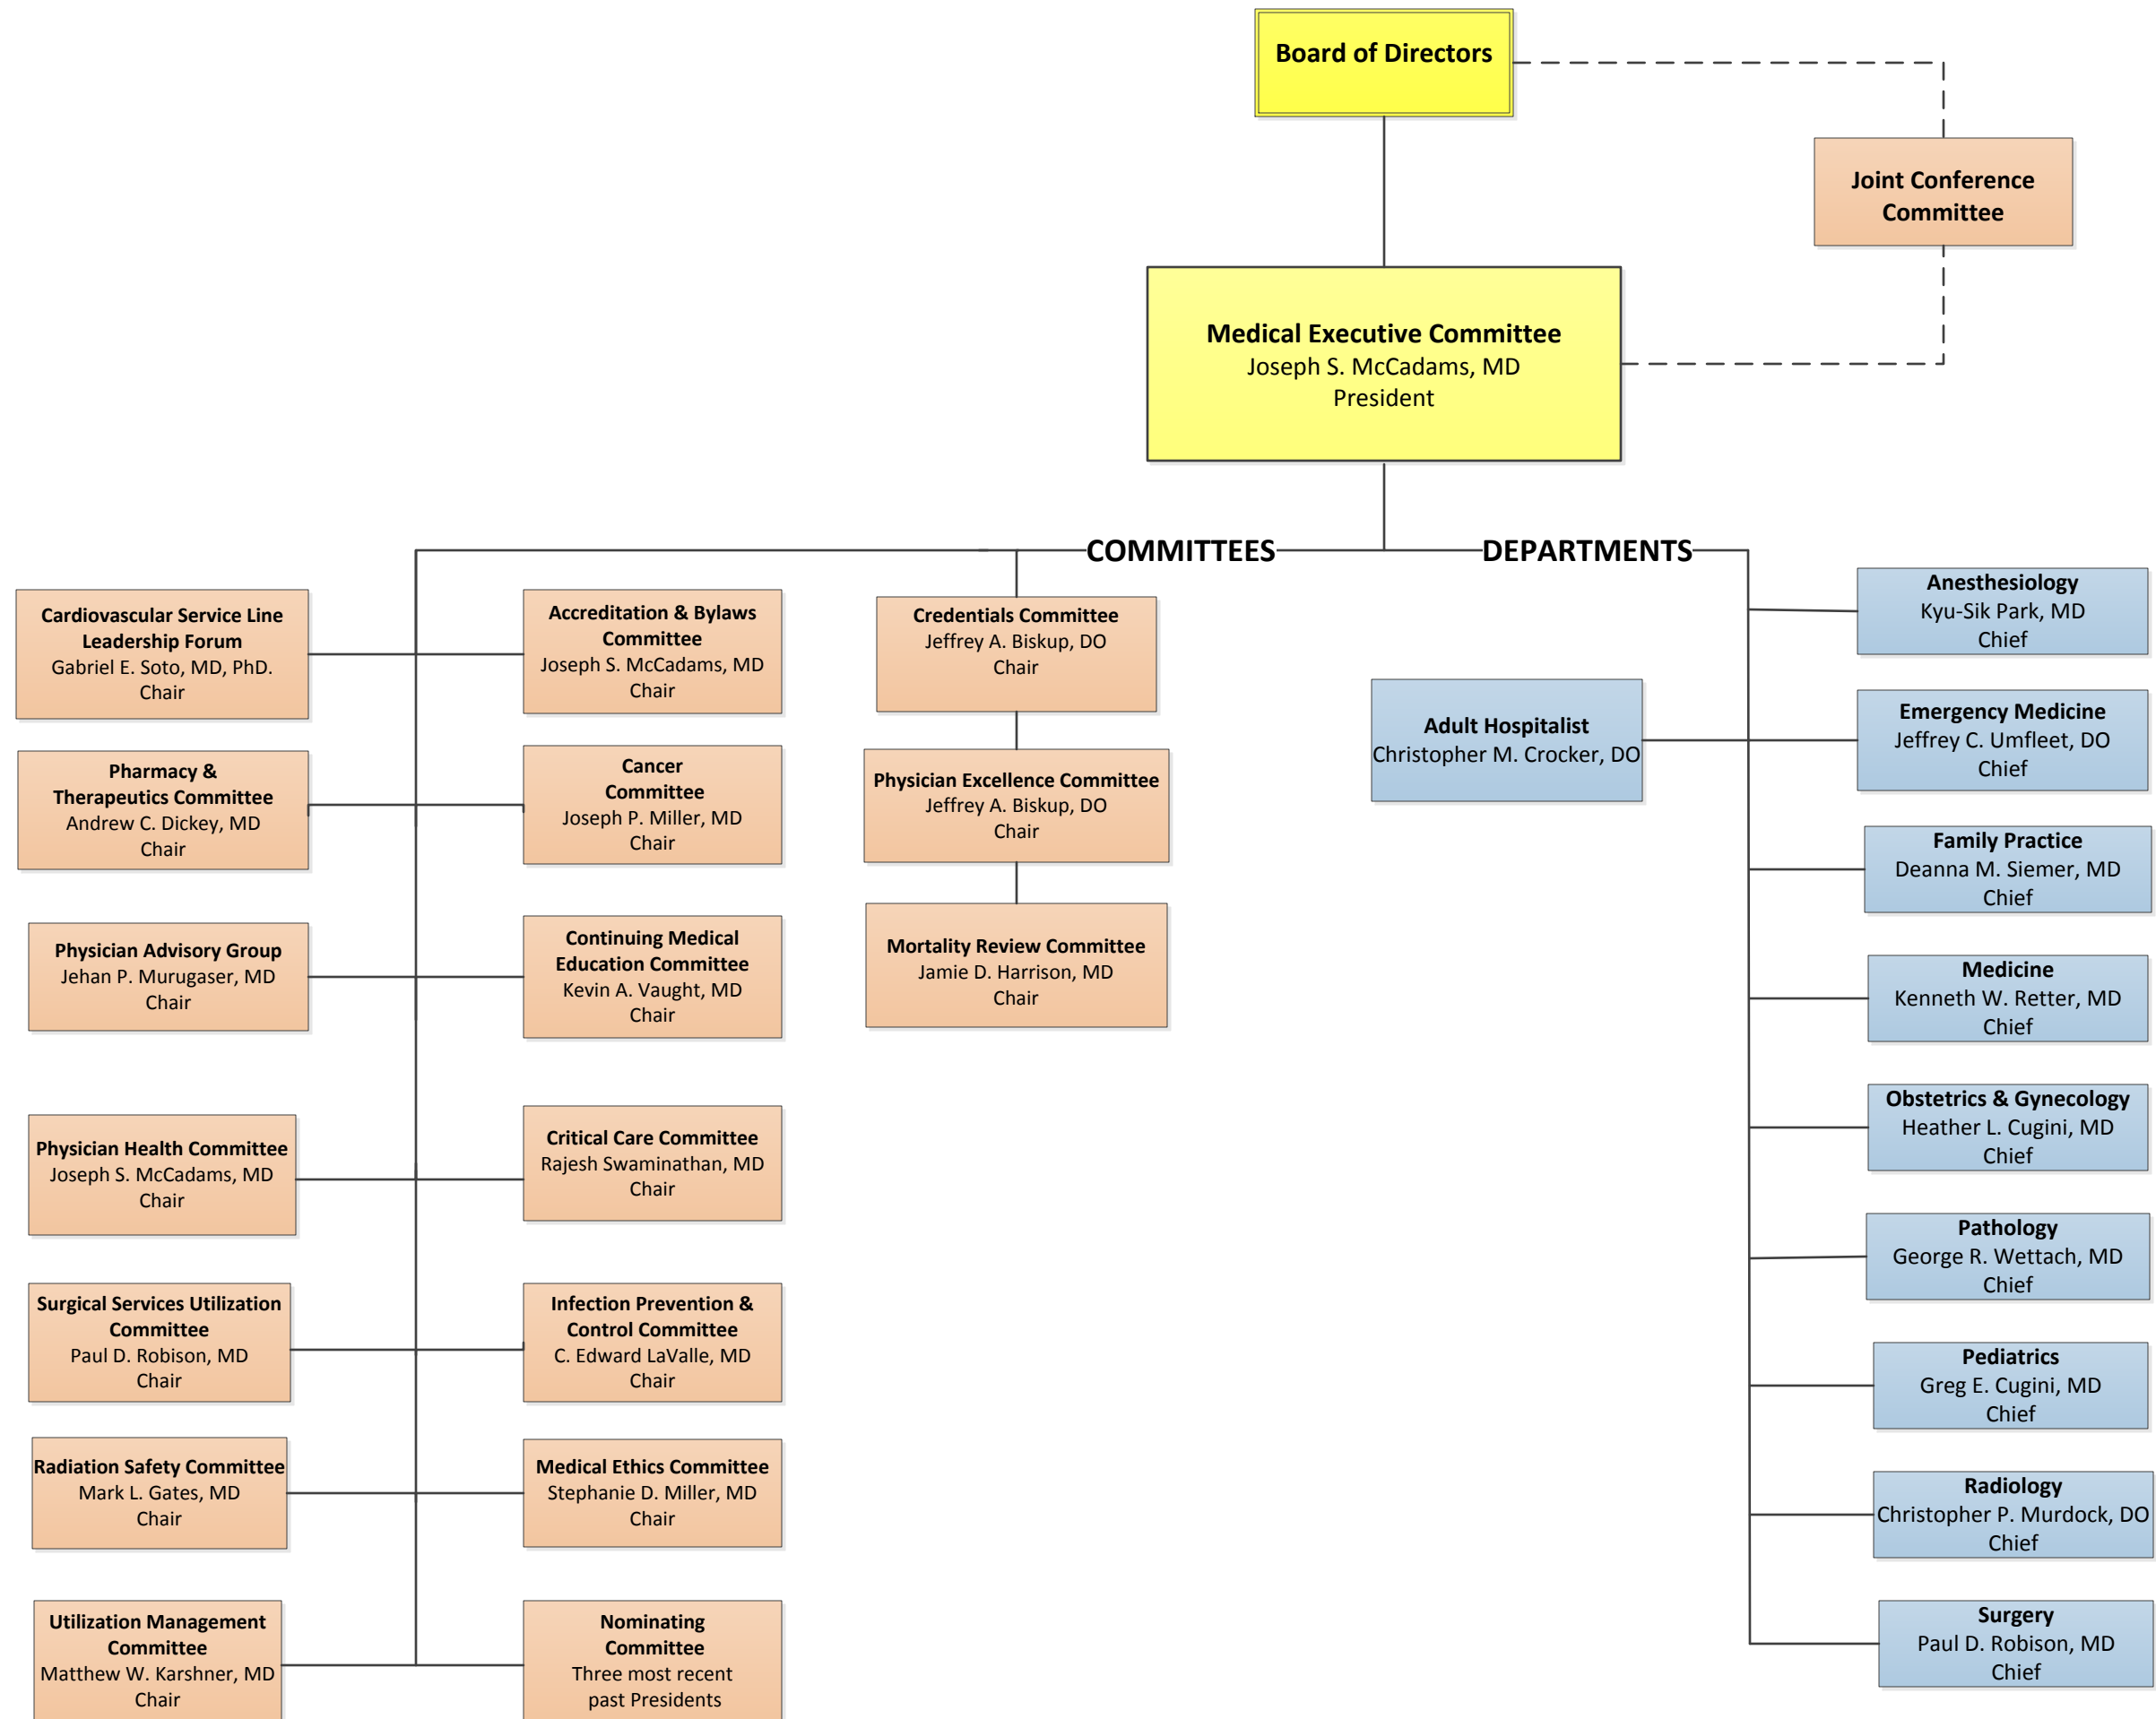 Board of Directors
Joint Conference
Committee
Medical Executive Committee
Joseph S. McCadams, MD
President
COMMITTEES
DEPARTMENTS
Cardiovascular Service Line
Leadership Forum
Gabriel E. Soto, MD, PhD.
Chair
Pharmacy &
Therapeutics Committee
Andrew C. Dickey, MD
Chair
Physician Advisory Group
Jehan P. Murugaser, MD
Chair
Physician Health Committee
Joseph S. McCadams, MD
Chair
Surgical Services Utilization
Committee
Paul D. Robison, MD
Chair
Radiation Safety Committee
Mark L. Gates, MD
Chair
Utilization Management
Committee
Matthew W. Karshner, MD
Chair
Accreditation & Bylaws
Committee
Joseph S. McCadams, MD
Chair
Cancer
Committee
Joseph P. Miller, MD
Chair
Continuing Medical
Education Committee
Kevin A. Vaught, MD
Chair
Critical Care Committee
Rajesh Swaminathan, MD
Chair
Infection Prevention &
Control Committee
C. Edward LaValle, MD
Chair
Medical Ethics Committee
Stephanie D. Miller, MD
Chair
Nominating
Committee
Three most recent
past Presidents
Credentials Committee
Jeffrey A. Biskup, DO
Chair
Physician Excellence Committee
Jeffrey A. Biskup, DO
Chair
Mortality Review Committee
Jamie D. Harrison, MD
Chair
Adult Hospitalist
Christopher M. Crocker, DO
Anesthesiology
Kyu-Sik Park, MD
Chief
Emergency Medicine
Jeffrey C. Umfleet, DO
Chief
Family Practice
Deanna M. Siemer, MD
Chief
Medicine
Kenneth W. Retter, MD
Chief
Obstetrics & Gynecology
Heather L. Cugini, MD
Chief
Pathology
George R. Wettach, MD
Chief
Pediatrics
Greg E. Cugini, MD
Chief
Radiology
Christopher P. Murdock, DO
Chief
Surgery
Paul D. Robison, MD
Chief